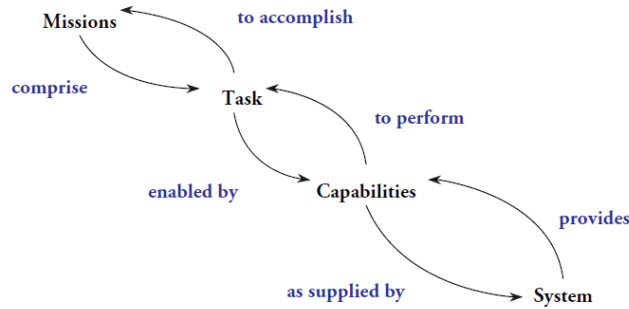 Missions
to accomplish
comprise
Task
to perform
enabled by
Capabilities
provides
as supplied by
System